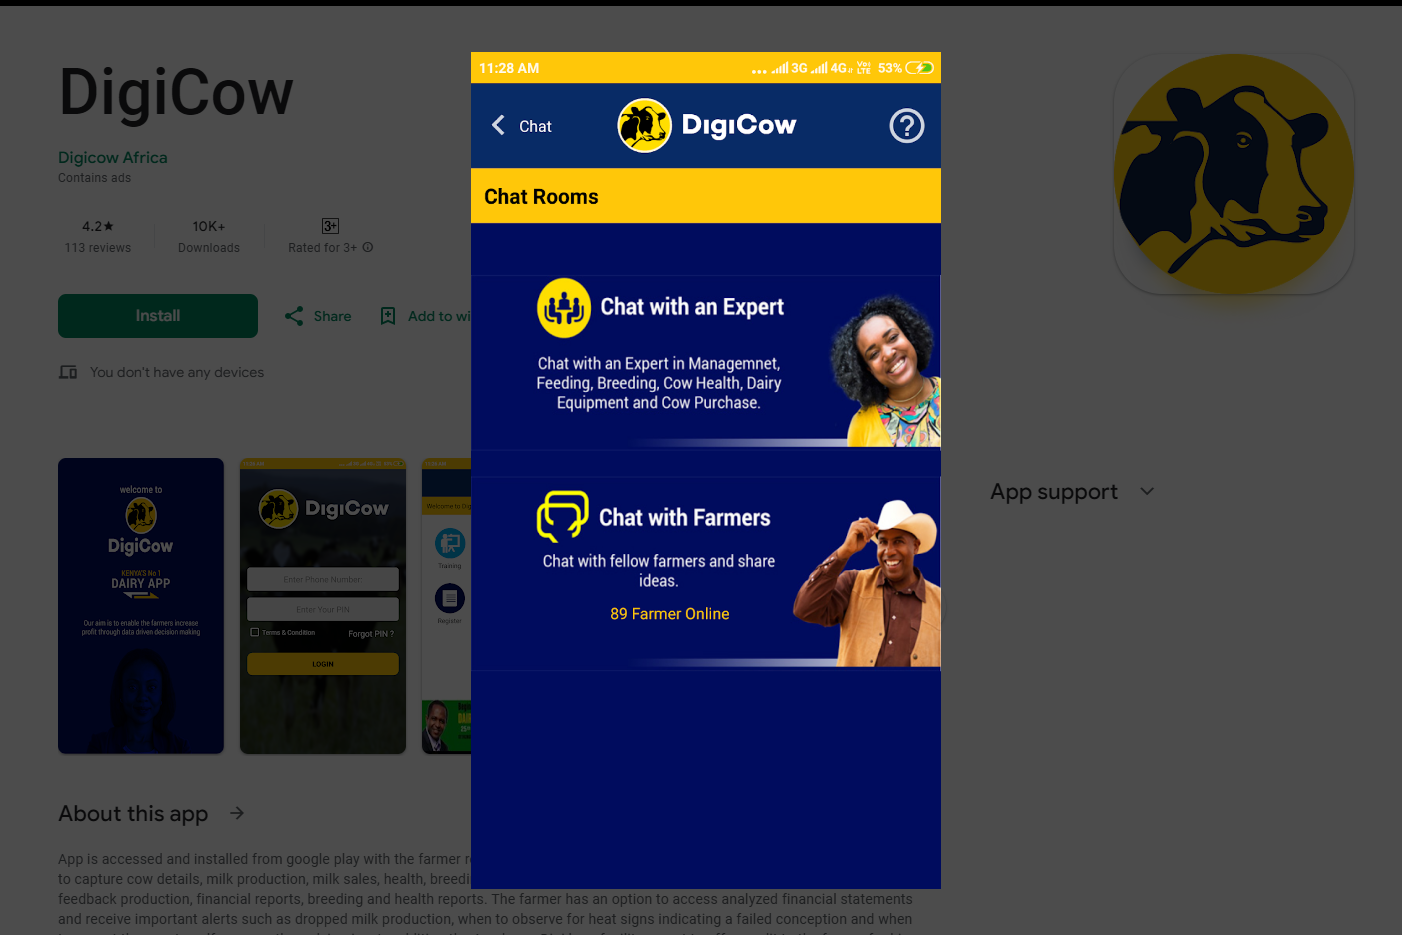 DigiCow
Digicow Africa
Contains ads
4.2★
113 reviews
10K+
Downloads
3+
Rated for 3+
Install
Share
Add to wi
You don't have any devices
welcome to
DigiCow
KENYA'S No 1
DAIRY APP
Our aim is to enable the farmers increase
profit through data driven decision making
DigiCow
Enter Phone Number
Enter Your PIN
Terms & Condition
Forgot PIN ?
LOGIN
Welcome to Dig
Training
Register
11:28 AM
3G
4G
Vo)
LTE
53%
Chat
DigiCow
Chat Rooms
Chat with an Expert
Chat with an Expert in Managemnet,
Feeding, Breeding, Cow Health, Dairy
Equipment and Cow Purchase.
Chat with Farmers
Chat with fellow farmers and share
ideas.
89 Farmer Online
App support
About this app
App is accessed and installed from google play with the farmer r
to capture cow details, milk production, milk sales, health, breedi
feedback production, financial reports, breeding and health reports. The farmer has an option to access analyzed financial statements
and receive important alerts such as dropped milk production, when to observe for heat signs indicating a failed conception and when